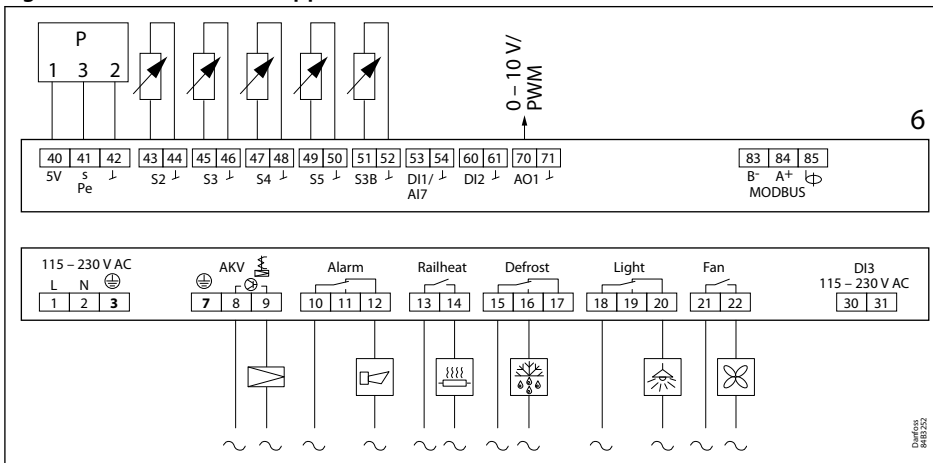 P
1 3 2
0 – 10 V/
PWM
6
40 41 42 43 44 45 46 47 48 49 50 51 52 53 54 60 61 70 71 83 84 85
5V s S2 S3 S4 S5 S3B DI1/ DI2 AO1 B- A+
Pe AI7 MODBUS
115 – 230 V AC AKV Alarm Railheat Defrost Light Fan DI3
L N 115 – 230 V AC
1 2 3 7 8 9 10 11 12 13 14 15 16 17 18 19 20 21 22 30 31
Danfoss
84B3252